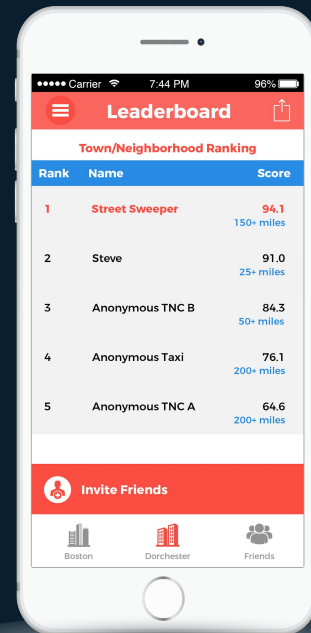 Carrier 7:44 PM 96%
Leaderboard
Town/Neighborhood Ranking
Rank Name Score
1 Street Sweeper 94.1
150+ miles
2 Steve 91.0
25+ miles
3 Anonymous TNC B 84.3
50+ miles
4 Anonymous Taxi 76.1
200+ miles
5 Anonymous TNC A 64.6
200+ miles
Invite Friends
Boston Dorchester Friends